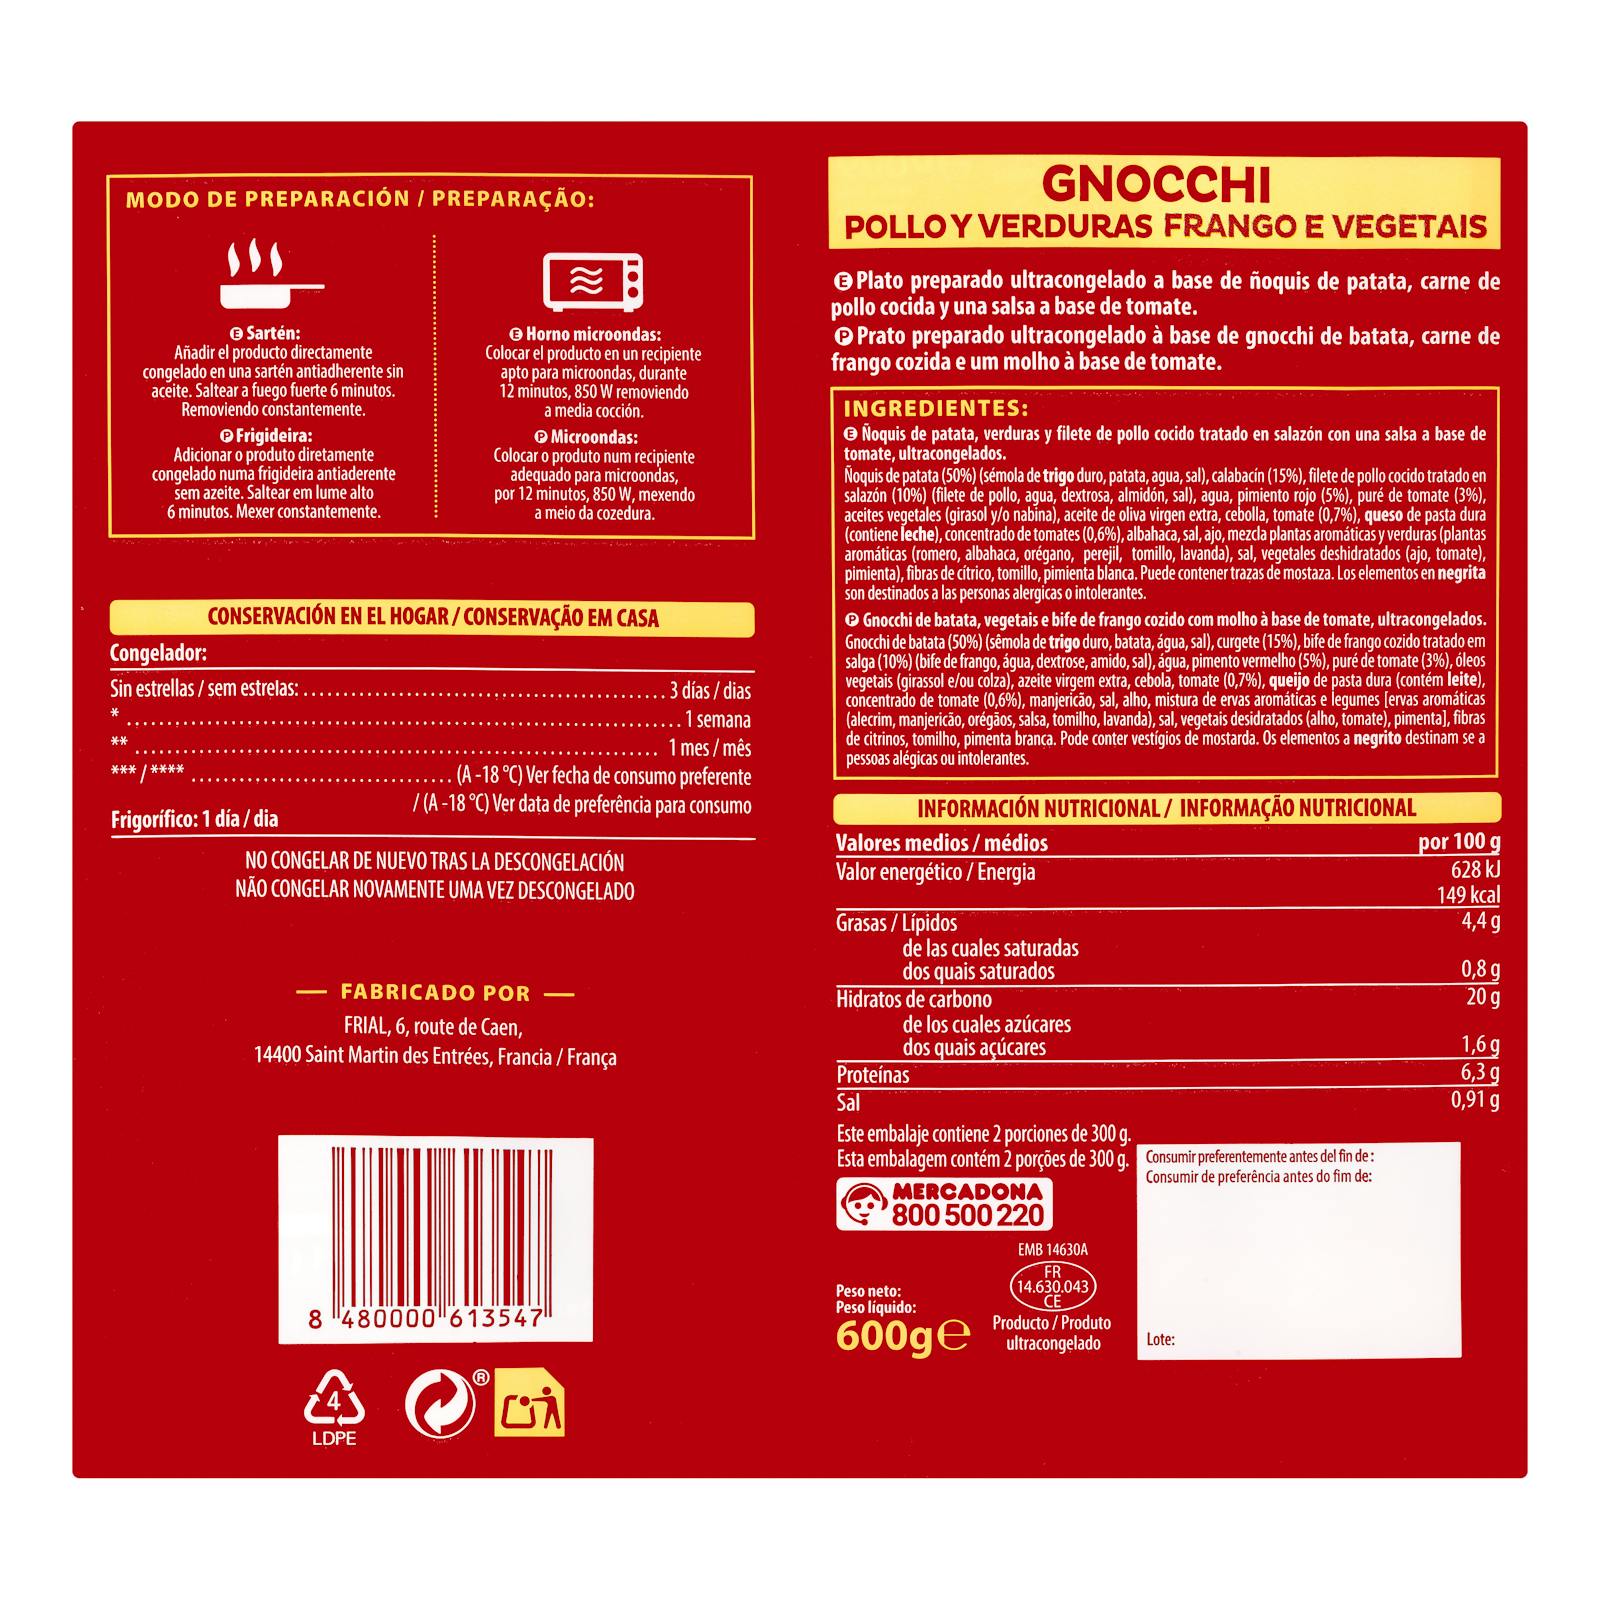 MODO DE PREPARACIÓN / PREPARAÇÃO:
E Sartén:
Añadir el producto directamente
congelado en una sartén antiadherente sin
aceite. Saltear a fuego fuerte 6 minutos.
Removiendo constantemente.
P Frigideira:
Adicionar o produto diretamente
congelado numa frigideira antiaderente
sem azeite. Saltear em lume alto
6 minutos. Mexer constantemente.
E Horno microondas:
Colocar el producto en un recipiente
apto para microondas, durante
12 minutos, 850 W removiendo
a media cocción.
P Microondas:
Colocar o produto num recipiente
adequado para microondas,
por 12 minutos, 850 W, mexendo
a meio da cozedura.
CONSERVACIÓN EN EL HOGAR / CONSERVAÇÃO EM CASA
Congelador:
Sin estrellas / sem estrelas: 3 días / dias
* 1 semana
** 1 mes / mês
*** / **** (A -18 °C) Ver fecha de consumo preferente
/ (A -18 °C) Ver data de preferência para consumo
Frigorífico: 1 día / dia
NO CONGELAR DE NUEVO TRAS LA DESCONGELACIÓN
NÃO CONGELAR NOVAMENTE UMA VEZ DESCONGELADO
FABRICADO POR
FRIAL, 6, route de Caen,
14400 Saint Martin des Entrées, Francia / França
8 480000 613547
4
LDPE
®
GNOCCHI
POLLO Y VERDURAS FRANGO E VEGETAIS
E Plato preparado ultracongelado a base de ñoquis de patata, carne de
pollo cocida y una salsa a base de tomate.
P Prato preparado ultracongelado à base de gnocchi de batata, carne de
frango cozida e um molho à base de tomate.
INGREDIENTES:
E Ñoquis de patata, verduras y filete de pollo cocido tratado en salazón con una salsa a base de
tomate, ultracongelados.
Ñoquis de patata (50%) (sémola de trigo duro, patata, agua, sal), calabacín (15%), filete de pollo cocido tratado en
salazón (10%) (filete de pollo, agua, dextrosa, almidón, sal), agua, pimiento rojo (5%), puré de tomate (3%),
aceites vegetales (girasol y/o nabina), aceite de oliva virgen extra, cebolla, tomate (0,7%), queso de pasta dura
(contiene leche), concentrado de tomates (0,6%), albahaca, sal, ajo, mezcla plantas aromáticas y verduras (plantas
aromáticas (romero, albahaca, orégano, perejil, tomillo, lavanda), sal, vegetales deshidratados (ajo, tomate),
pimienta), fibras de cítrico, tomillo, pimienta blanca. Puede contener trazas de mostaza. Los elementos en negrita
son destinados a las personas alergicas o intolerantes.
P Gnocchi de batata, vegetais e bife de frango cozido com molho à base de tomate, ultracongelados.
Gnocchi de batata (50%) (sêmola de trigo duro, batata, água, sal), curgete (15%), bife de frango cozido tratado em
salga (10%) (bife de frango, água, dextrose, amido, sal), água, pimento vermelho (5%), puré de tomate (3%), óleos
vegetais (girassol e/ou colza), azeite virgem extra, cebola, tomate (0,7%), queijo de pasta dura (contém leite),
concentrado de tomate (0,6%), manjericão, sal, alho, mistura de ervas aromáticas e legumes [ervas aromáticas
(alecrim, manjericão, orégãos, salsa, tomilho, lavanda), sal, vegetais desidratados (alho, tomate), pimenta], fibras
de citrinos, tomilho, pimenta branca. Pode conter vestígios de mostarda. Os elementos a negrito destinam se a
pessoas alégicas ou intolerantes.
INFORMACIÓN NUTRICIONAL / INFORMAÇÃO NUTRICIONAL
Valores medios / médios por 100 g
Valor energético / Energia 628 kJ
149 kcal
Grasas / Lípidos 4,4 g
de las cuales saturadas
dos quais saturados 0,8 g
Hidratos de carbono 20 g
de los cuales azúcares
dos quais açúcares 1,6 g
Proteínas 6,3 g
Sal 0,91 g
Este embalaje contiene 2 porciones de 300 g.
Esta embalagem contém 2 porções de 300 g.
MERCADONA
800 500 220
Consumir preferentemente antes del fin de :
Consumir de preferência antes do fim de:
Lote:
EMB 14630A
FR
14.630.043
CE
Producto / Produto
ultracongelado
Peso neto:
Peso líquido:
600g℮